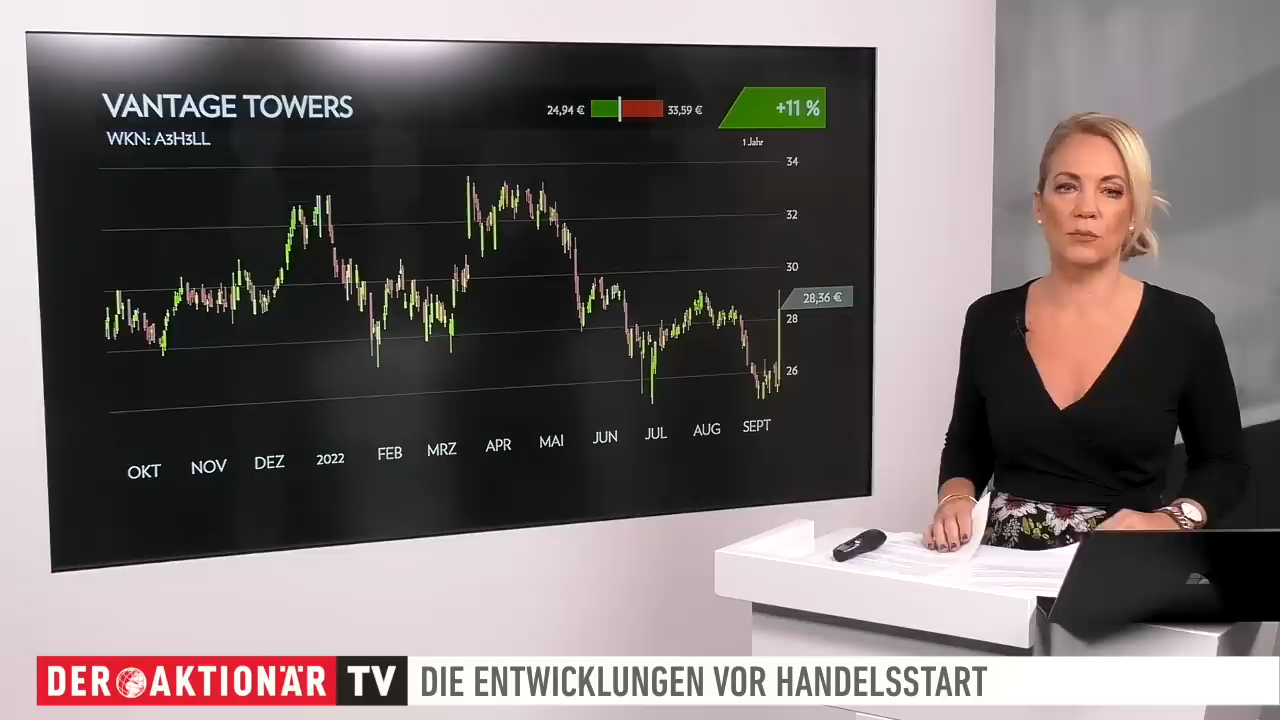 VANTAGE TOWERS
WKN: A3H3LL
24,94 €
33,59 €
+11 %
1 Jahr
34
32
30
28,36 €
28
26
OKT NOV DEZ 2022 FEB MRZ APR MAI JUN JUL AUG SEPT
DER AKTIONÄR TV DIE ENTWICKLUNGEN VOR HANDELSSTART